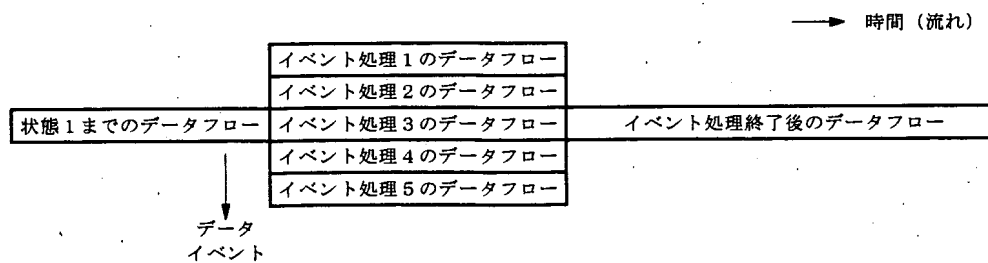 時間（流れ）
イベント処理１のデータフロー
イベント処理２のデータフロー
状態１までのデータフロー
イベント処理３のデータフロー
イベント処理終了後のデータフロー
イベント処理４のデータフロー
イベント処理５のデータフロー
データ
イベント